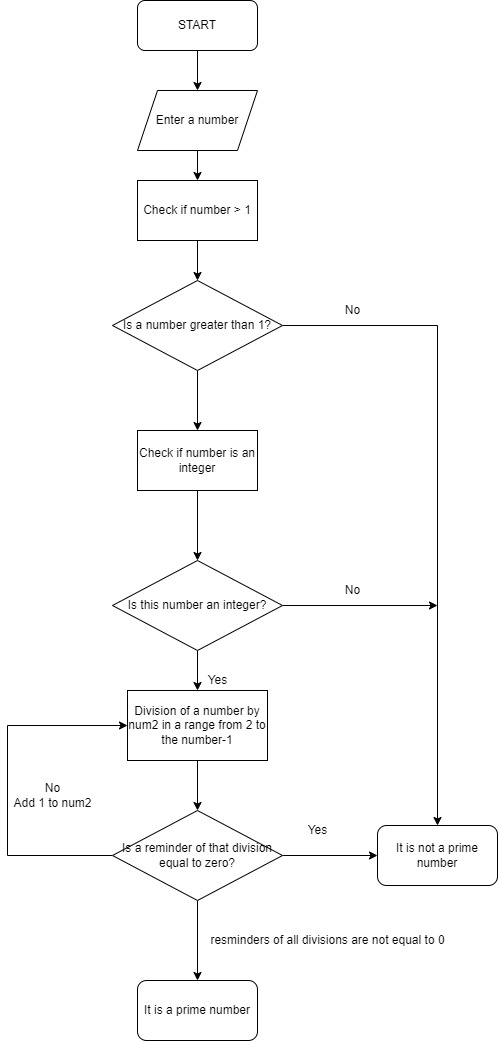 START
Enter a number
Check if number > 1
Is a number greater than 1?
No
Check if number is an
integer
Is this number an integer?
No
Yes
Division of a number by
num2 in a range from 2 to
the number-1
No
Add 1 to num2
Is a reminder of that division
equal to zero?
Yes
It is not a prime
number
resminders of all divisions are not equal to 0
It is a prime number